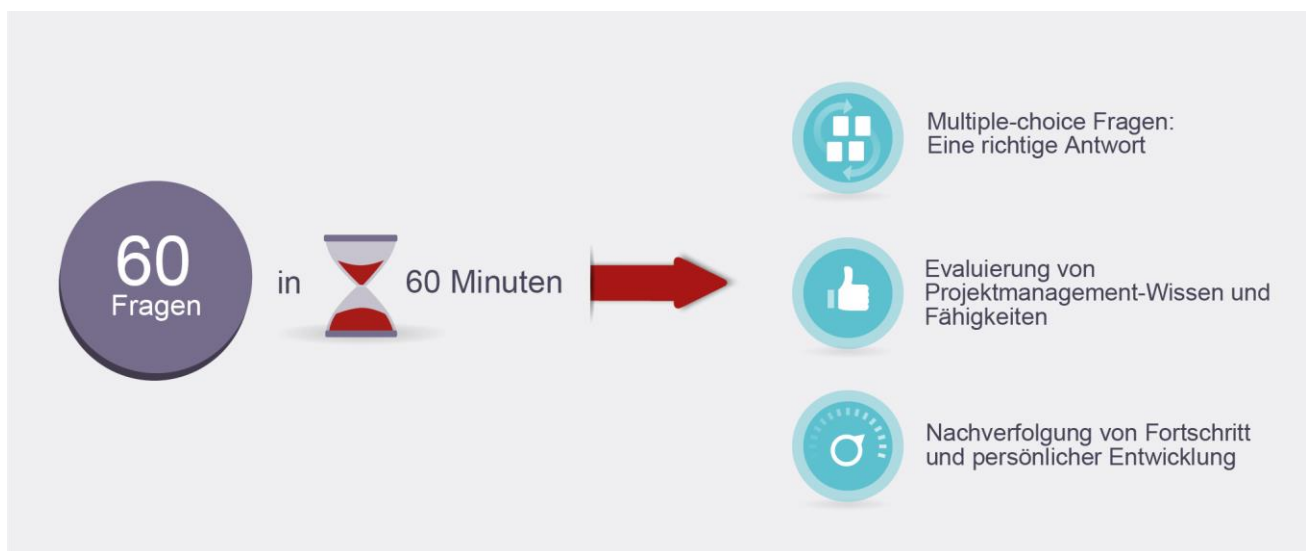 60
Fragen
in
60 Minuten
Multiple-choice Fragen:
Eine richtige Antwort
Evaluierung von
Projektmanagement-Wissen und
Fähigkeiten
Nachverfolgung von Fortschritt
und persönlicher Entwicklung